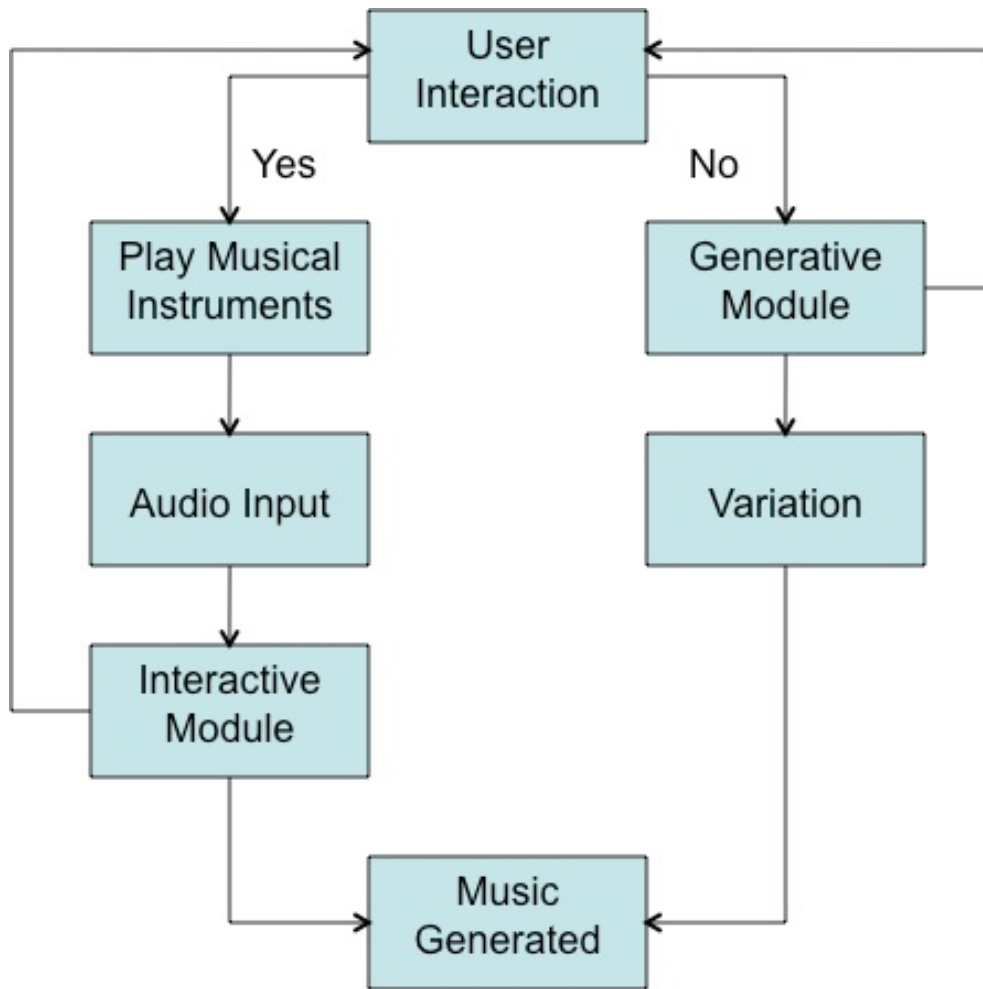 User
Interaction
Yes
No
Play Musical
Instruments
Generative
Module
Audio Input
Variation
Interactive
Module
Music
Generated